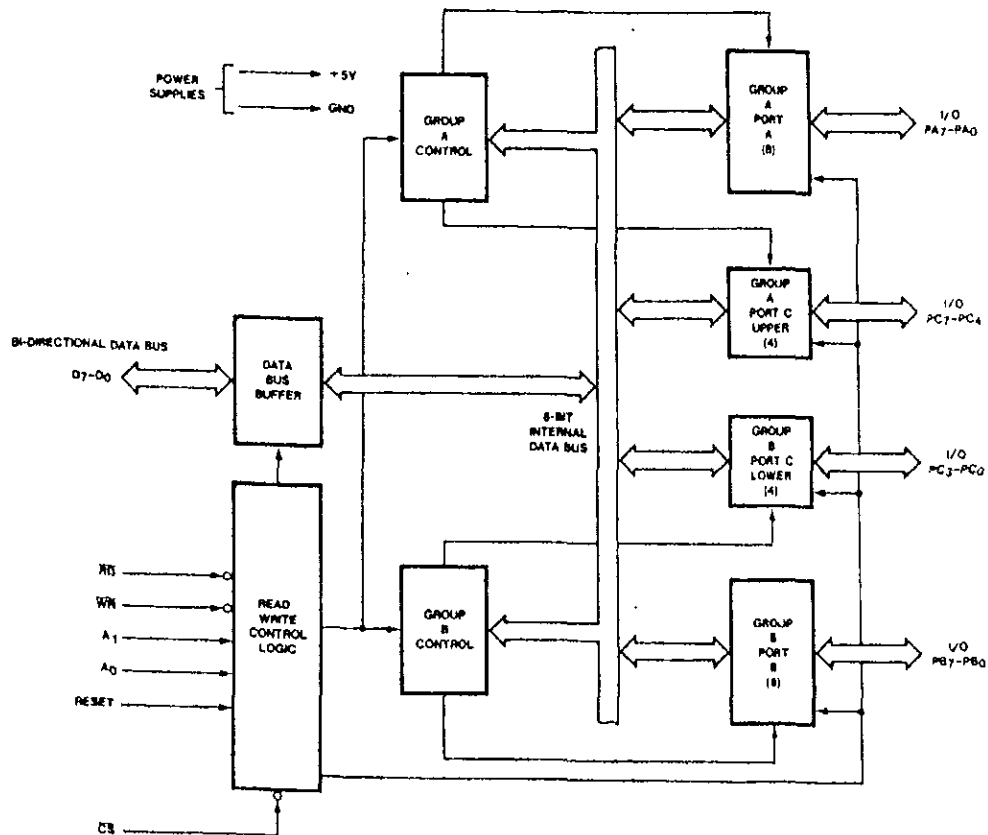 POWER
SUPPLIES
+5V
GND
GROUP
A
CONTROL
GROUP
A
PORT
A
(8)
I/O
PA7-PA0
GROUP
A
PORT C
UPPER
(4)
I/O
PC7-PC4
BI-DIRECTIONAL DATA BUS
D7-D0
DATA
BUS
BUFFER
8-BIT
INTERNAL
DATA BUS
GROUP
B
PORT C
LOWER
(4)
I/O
PC3-PC0
RD
WR
A1
A0
RESET
CS
READ
WRITE
CONTROL
LOGIC
GROUP
B
CONTROL
GROUP
B
PORT
B
(8)
I/O
PB7-PB0